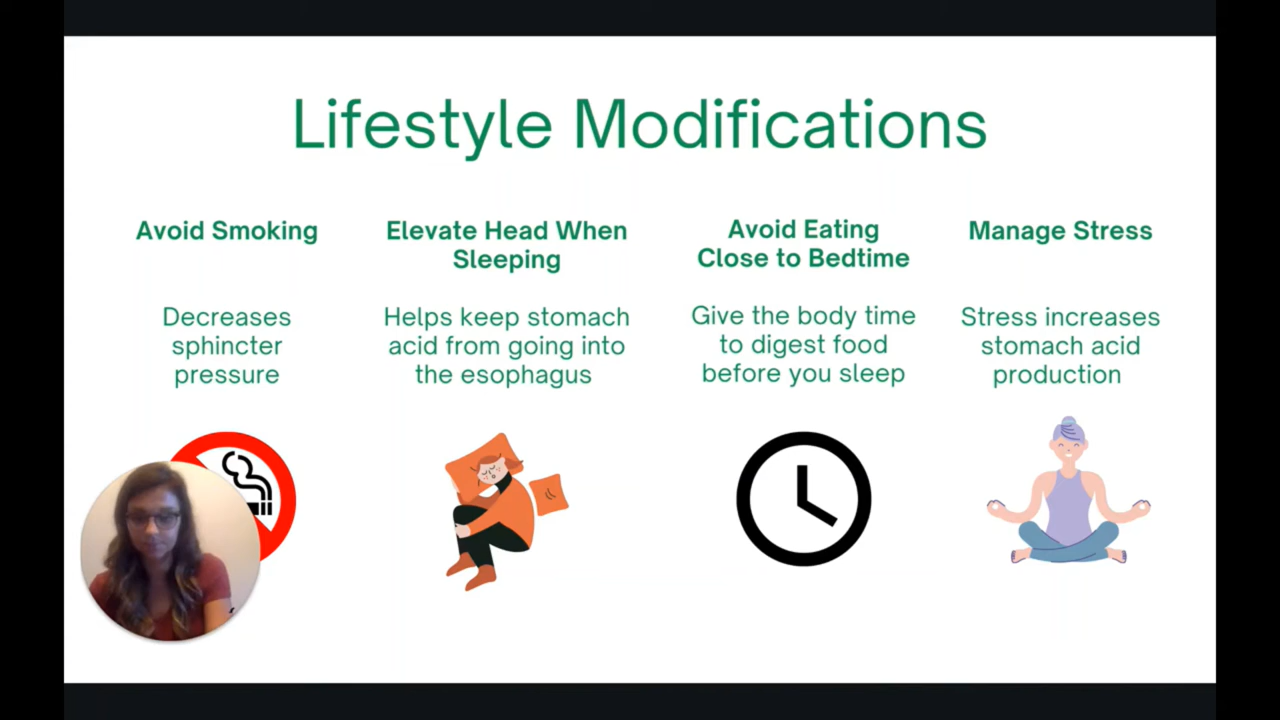 Lifestyle Modifications
Avoid Smoking
Decreases
sphincter
pressure
Elevate Head When
Sleeping
Helps keep stomach
acid from going into
the esophagus
Avoid Eating
Close to Bedtime
Give the body time
to digest food
before you sleep
Manage Stress
Stress increases
stomach acid
production